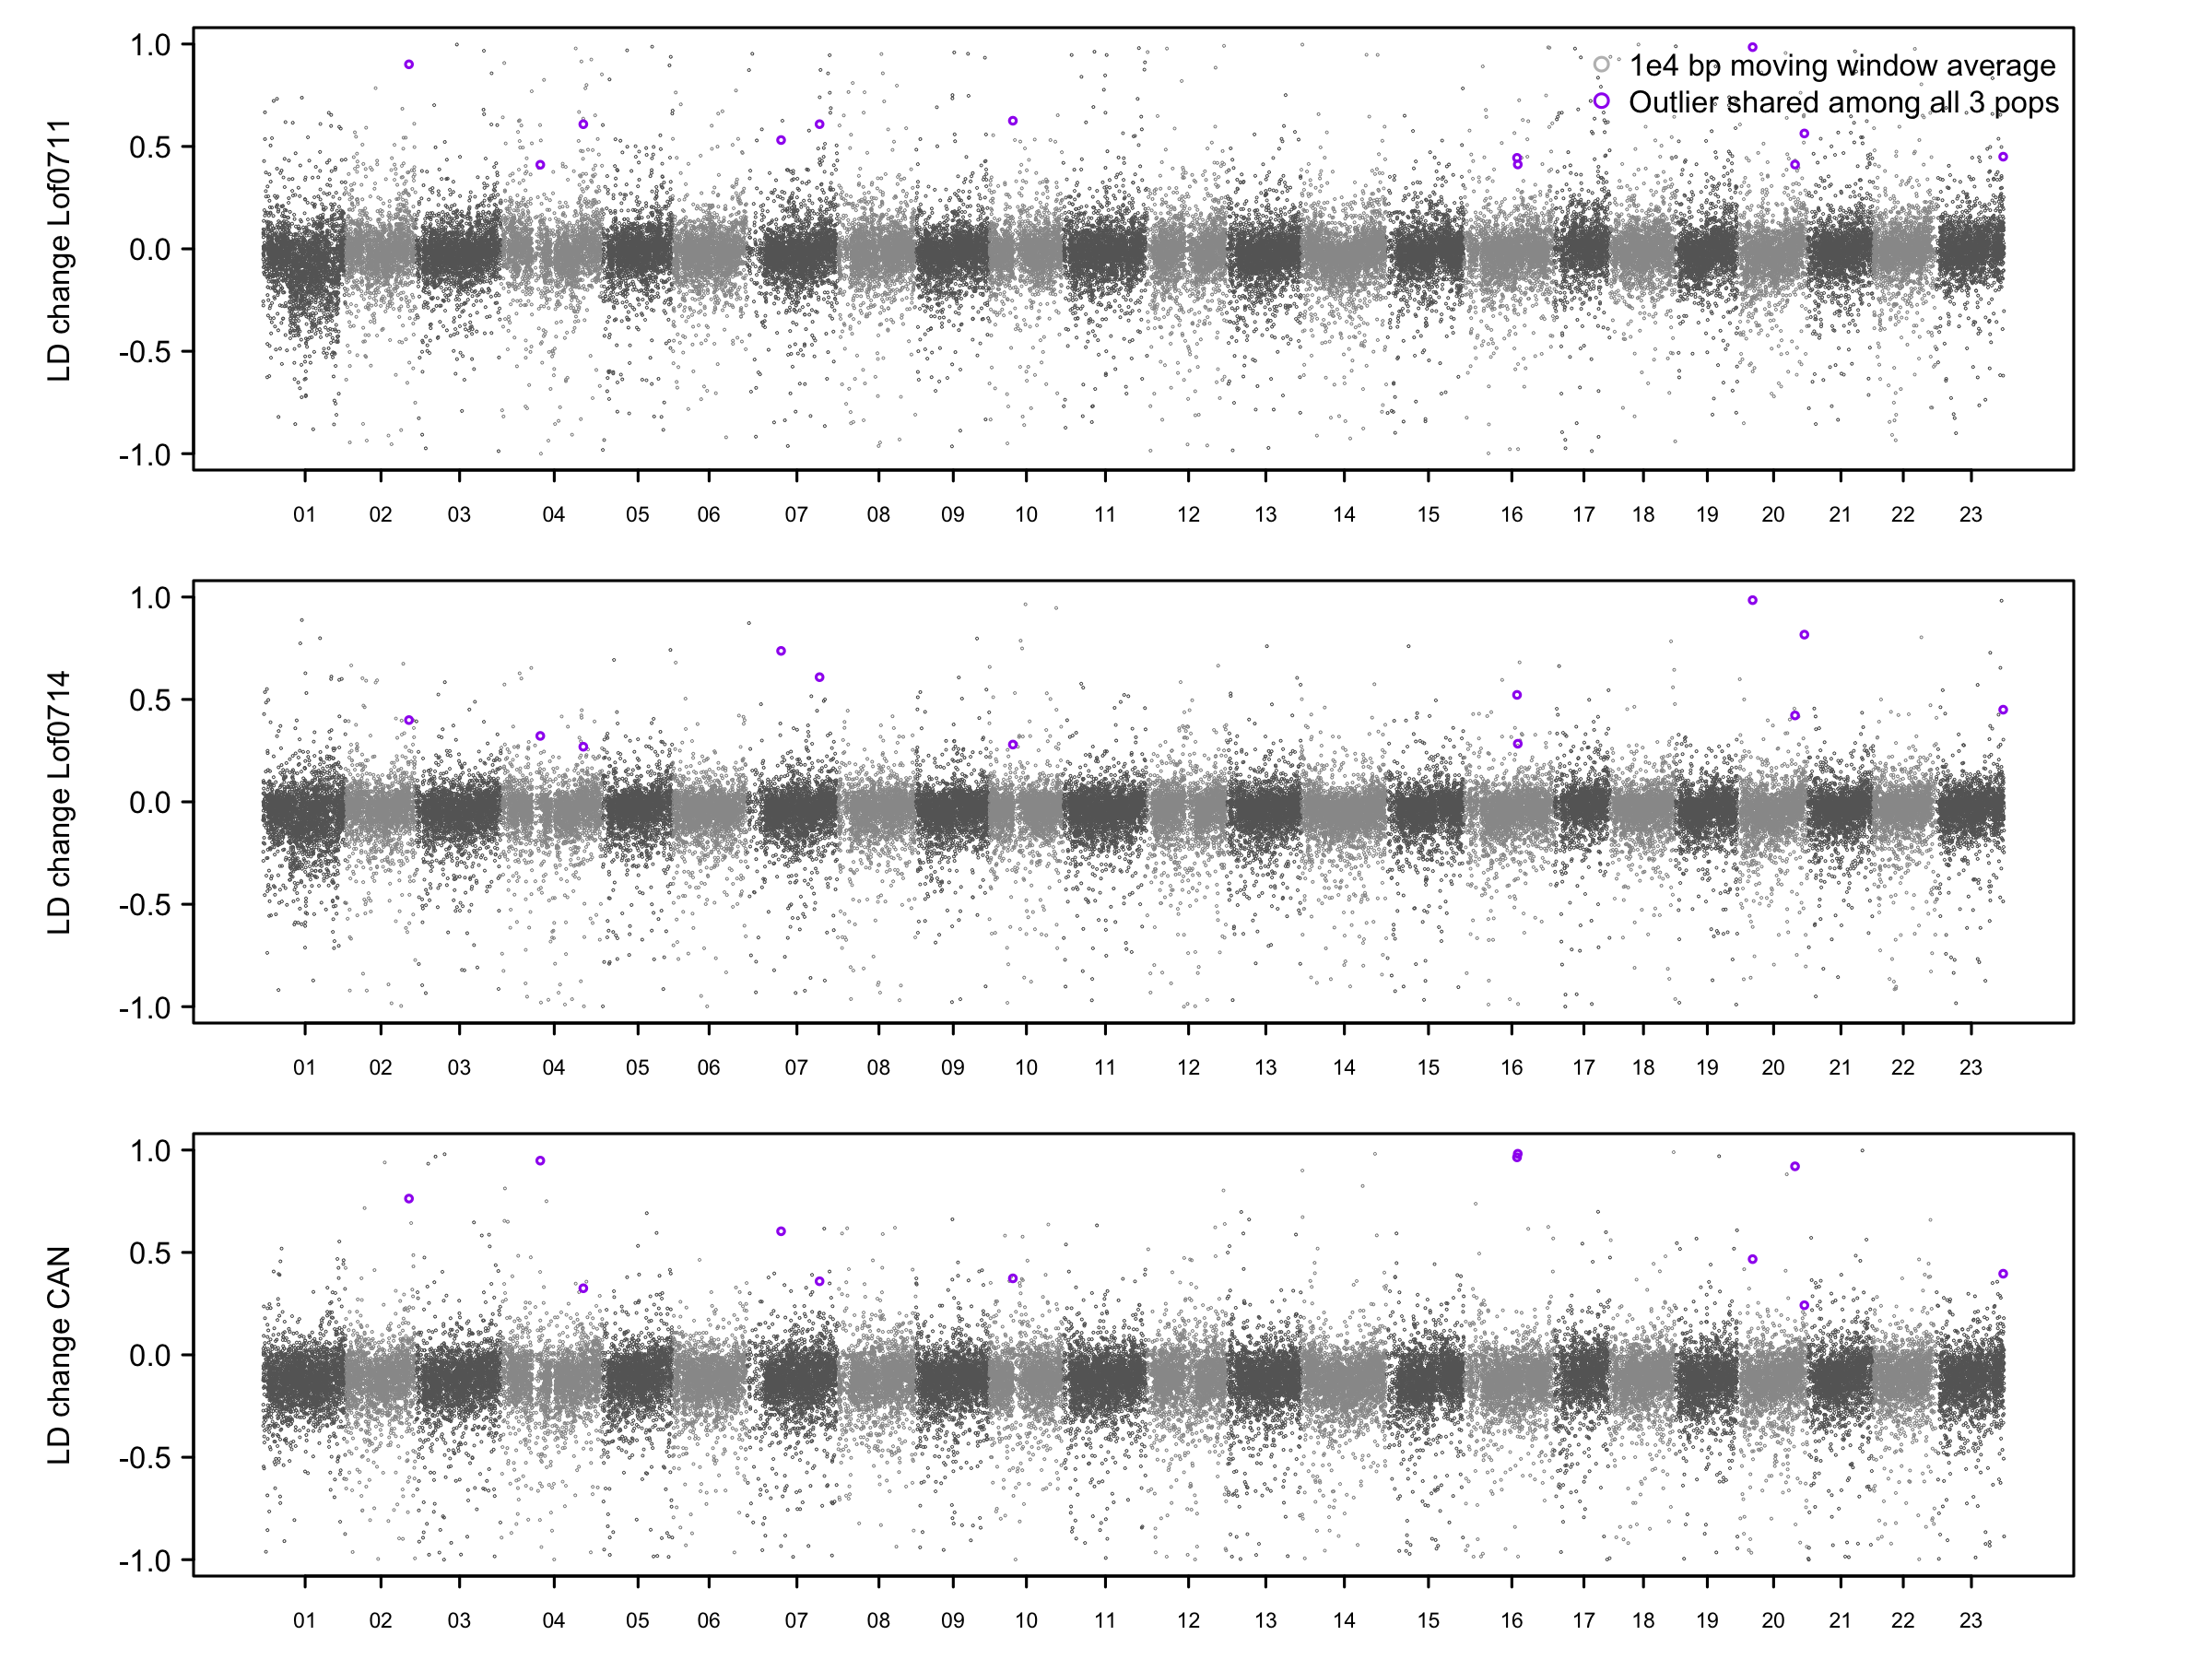 LD change Lof0711
1.0
0.5
0.0
-0.5
-1.0
1e4 bp moving window average
Outlier shared among all 3 pops
01 02 03 04 05 06 07 08 09 10 11 12 13 14 15 16 17 18 19 20 21 22 23
LD change Lof0714
1.0
0.5
0.0
-0.5
-1.0
01 02 03 04 05 06 07 08 09 10 11 12 13 14 15 16 17 18 19 20 21 22 23
LD change CAN
1.0
0.5
0.0
-0.5
-1.0
01 02 03 04 05 06 07 08 09 10 11 12 13 14 15 16 17 18 19 20 21 22 23